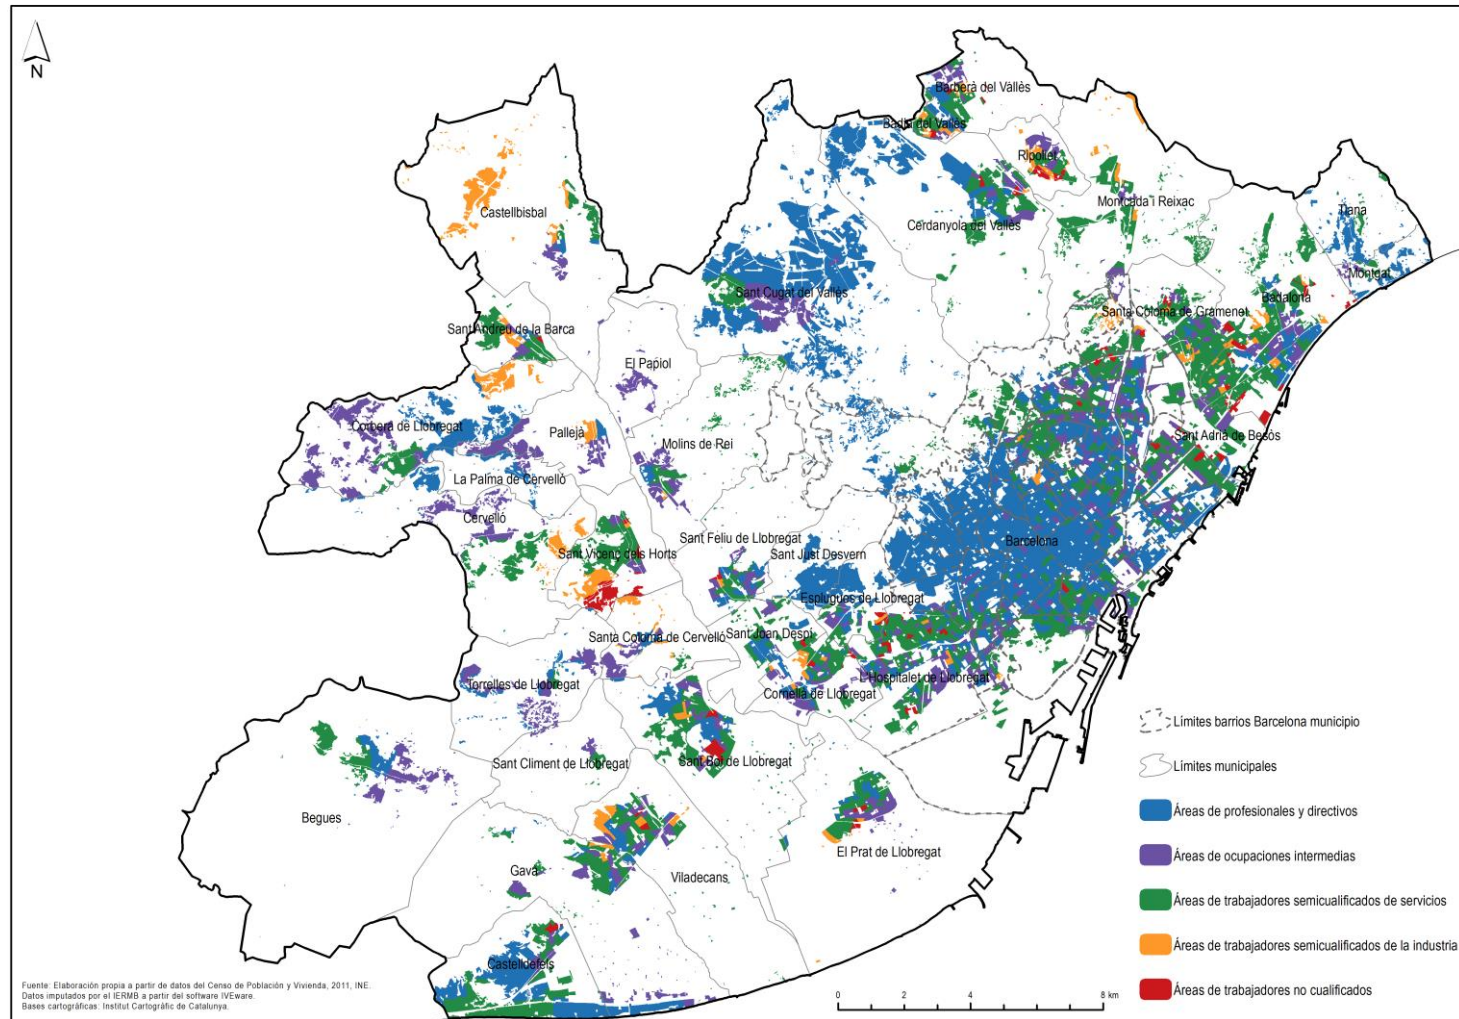 N
Barberà del Vallès
Badia del Vallès
Ripollet
Castellbisbal
Montcada i Reixac
Tiana
Cerdanyola del Vallès
Montgat
Sant Cugat del Vallès
Badalona
Santa Coloma de Gramenet
Sant Andreu de la Barca
El Papiol
Corbera de Llobregat
Pallejà
Molins de Rei
Sant Adrià de Besòs
La Palma de Cervelló
Cervelló
Sant Feliu de Llobregat
Sant Vicenç dels Horts
Sant Just Desvern
Barcelona
Esplugues de Llobregat
Santa Coloma de Cervelló
Sant Joan Despí
Torrelles de Llobregat
L'Hospitalet de Llobregat
Cornellà de Llobregat
Sant Climent de Llobregat
Sant Boi de Llobregat
Begues
El Prat de Llobregat
Gavà
Viladecans
Castelldefels
Límites barrios Barcelona municipio
Límites municipales
Áreas de profesionales y directivos
Áreas de ocupaciones intermedias
Áreas de trabajadores semicualificados de servicios
Áreas de trabajadores semicualificados de la industria
Áreas de trabajadores no cualificados
Fuente: Elaboración propia a partir de datos del Censo de Población y Vivienda, 2011, INE.
Datos imputados por el IERMB a partir del software IVEware.
Bases cartográficas: Institut Cartogràfic de Catalunya.
0 2 4 8 km